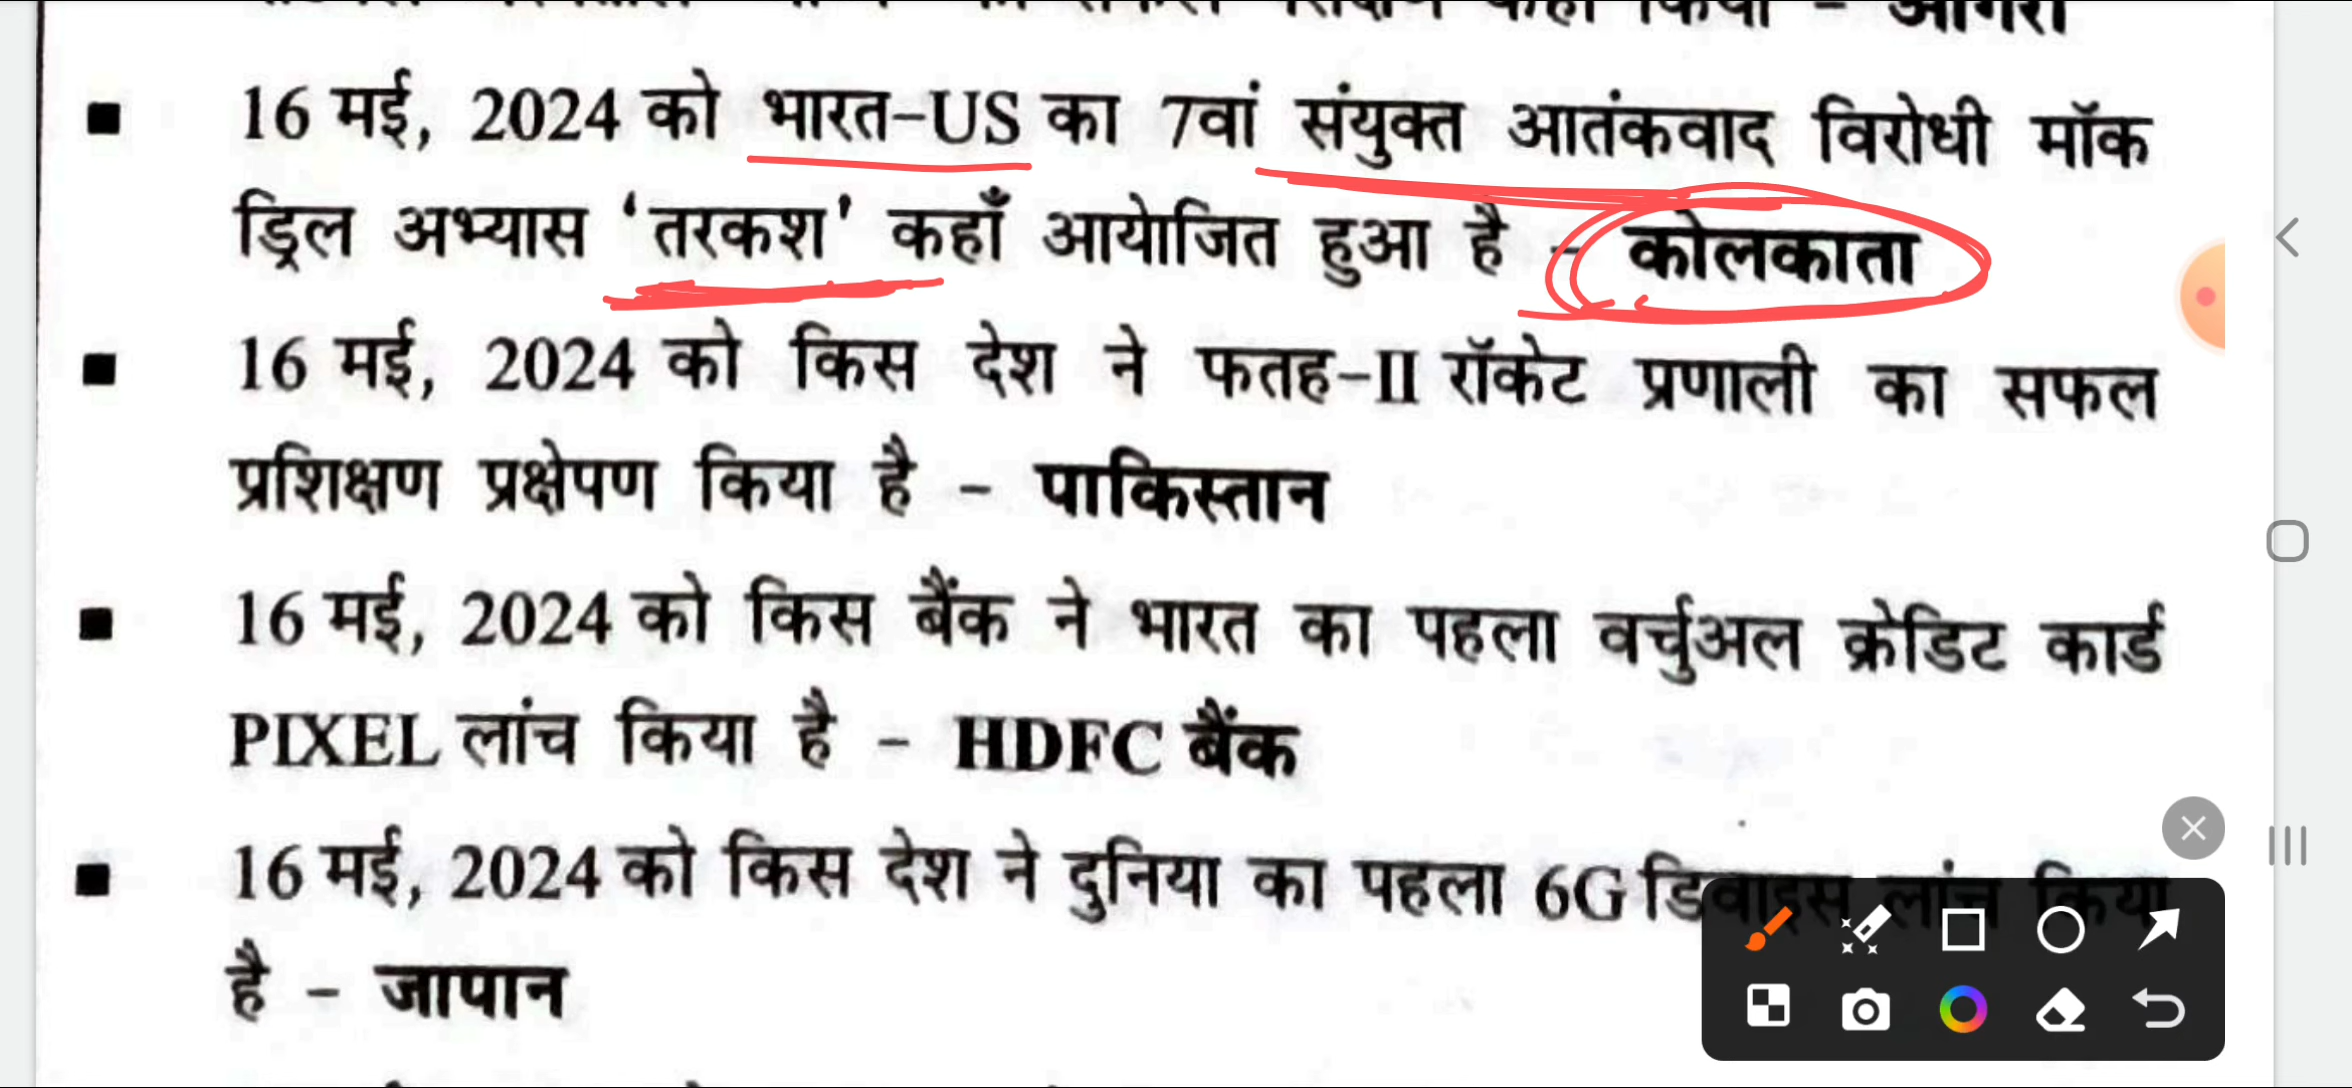 आगरा
16 मई, 2024 को भारत-US का 7वां संयुक्त आतंकवाद विरोधी मॉक
ड्रिल अभ्यास ‘तरकश’ कहाँ आयोजित हुआ है - कोलकाता
16 मई, 2024 को किस देश ने फतह-II रॉकेट प्रणाली का सफल
प्रशिक्षण प्रक्षेपण किया है - पाकिस्तान
16 मई, 2024 को किस बैंक ने भारत का पहला वर्चुअल क्रेडिट कार्ड
PIXEL लांच किया है - HDFC बैंक
16 मई, 2024 को किस देश ने दुनिया का पहला 6G डिवाइस लांच किया
है - जापान